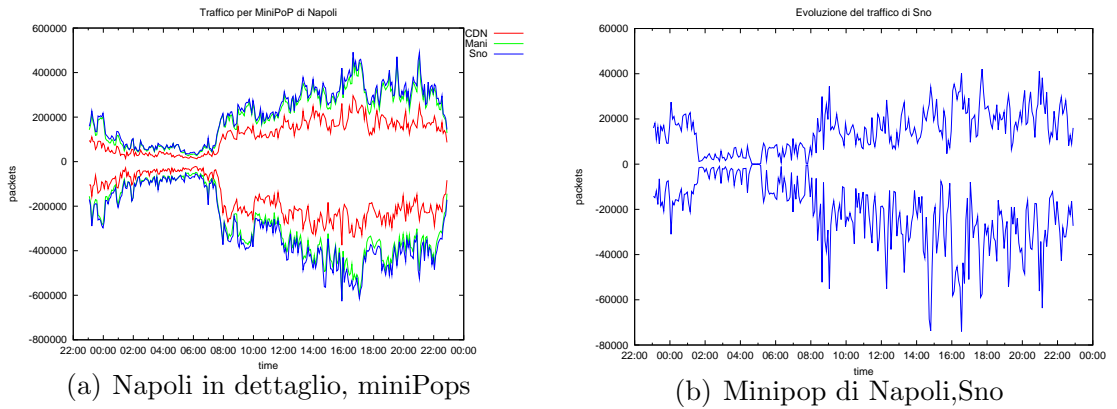 Traffico per MiniPoP di Napoli
600000
400000
200000
0
-200000
-400000
-600000
-800000
packets
22:00 00:00 02:00 04:00 06:00 08:00 10:00 12:00 14:00 16:00 18:00 20:00 22:00 00:00
time
CDN
Mani
Sno
(a) Napoli in dettaglio, miniPops
Evoluzione del traffico di Sno
60000
40000
20000
0
-20000
-40000
-60000
-80000
packets
22:00 00:00 02:00 04:00 06:00 08:00 10:00 12:00 14:00 16:00 18:00 20:00 22:00 00:00
time
(b) Minipop di Napoli,Sno